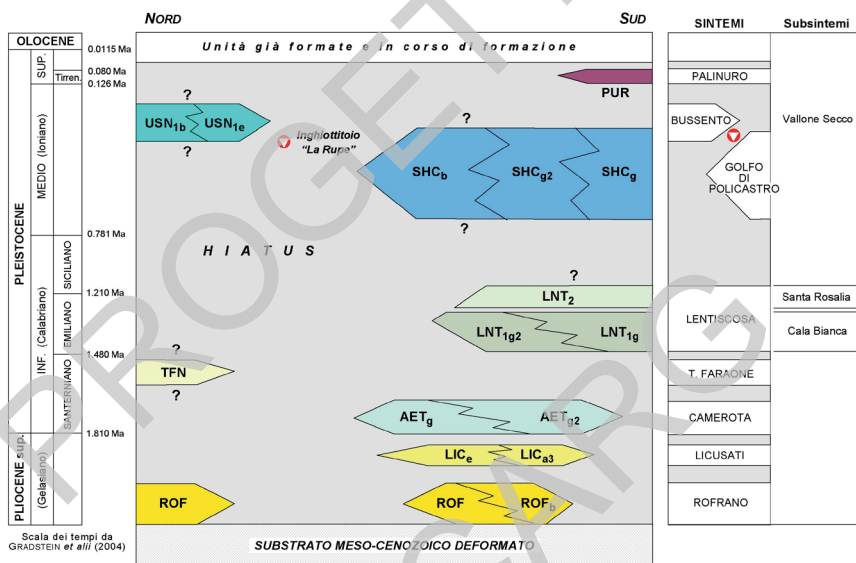 NORD
SUD
SINTEMI
Subsintemi
OLOCENE
0.0115 Ma
Unità già formate e in corso di formazione
PLEISTOCENE
SUP.
Tirren.
0.080 Ma
0.126 Ma
PUR
PALINURO
MEDIO (Ioniano)
?
USN1b
USN1e
?
Inghiottitoio
"La Rupe"
?
SHCb
SHCg2
SHCg
?
BUSSENTO
GOLFO
DI
POLICASTRO
Vallone Secco
0.781 Ma
HIATUS
INF. (Calabriano)
SICILIANO
1.210 Ma
?
LNT2
Santa Rosalia
EMILIANO
LNT1g2
LNT1g
LENTISCOSA
Cala Bianca
1.480 Ma
SANTERNIANO
?
TFN
?
T. FARAONE
AETg
AETg2
CAMEROTA
1.810 Ma
PLIOCENE sup.
(Gelasiano)
LICe
LICa3
LICUSATI
ROF
ROF
ROFb
ROFRANO
Scala dei tempi da
GRADSTEIN et alii (2004)
SUBSTRATO MESO-CENOZOICO DEFORMATO
PROGET
CARG